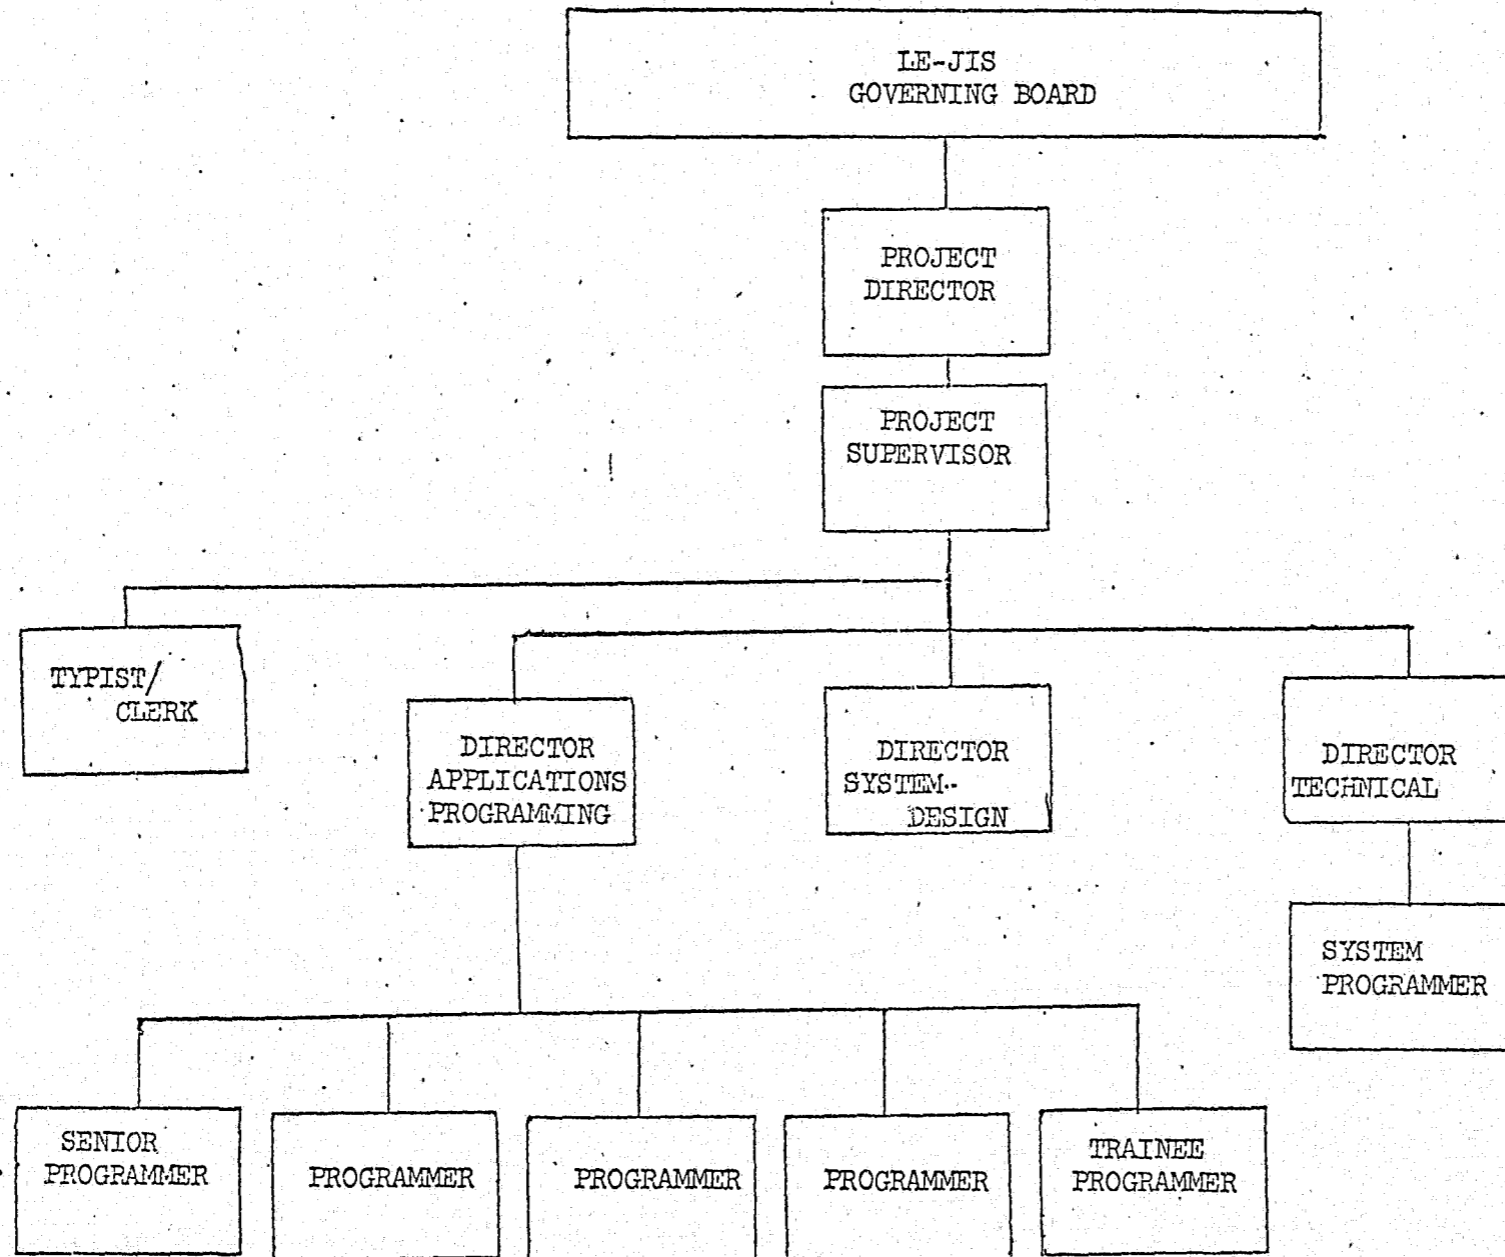 LE-JIS
GOVERNING BOARD
PROJECT
DIRECTOR
PROJECT
SUPERVISOR
TYPIST/
CLERK
DIRECTOR
APPLICATIONS
PROGRAMMING
DIRECTOR
SYSTEM-
DESIGN
DIRECTOR
TECHNICAL
SYSTEM
PROGRAMMER
SENIOR
PROGRAMMER
PROGRAMMER
PROGRAMMER
PROGRAMMER
TRAINEE
PROGRAMMER